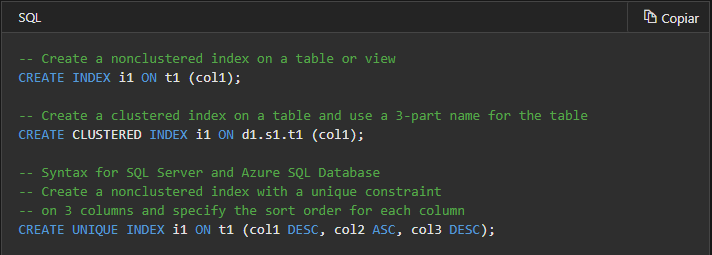 SQL
Copiar
-- Create a nonclustered index on a table or view
CREATE INDEX i1 ON t1 (col1);
-- Create a clustered index on a table and use a 3-part name for the table
CREATE CLUSTERED INDEX i1 ON d1.s1.t1 (col1);
-- Syntax for SQL Server and Azure SQL Database
-- Create a nonclustered index with a unique constraint
-- on 3 columns and specify the sort order for each column
CREATE UNIQUE INDEX i1 ON t1 (col1 DESC, col2 ASC, col3 DESC);